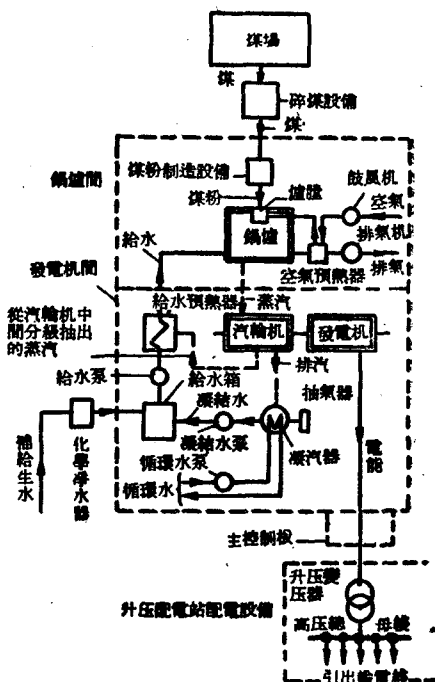 煤場
煤
碎煤設備
煤
鍋爐間
煤粉制造設備
煤粉
爐膛
鼓風机
空氣
鍋爐
排氣机
排氣
給水
空氣預熱器
發電机間
給水預熱器
蒸汽
從汽輪机中
間分級抽出
的蒸汽
汽輪机
發電机
排汽
抽氣器
給水泵
給水箱
凝結水
凝結水泵
凝汽器
電能
補給生水
化學凈水器
循環水泵
循環水
主控制板
升压變
压器
升压配電站配電設備
高压總
母綫
引出輸電綫